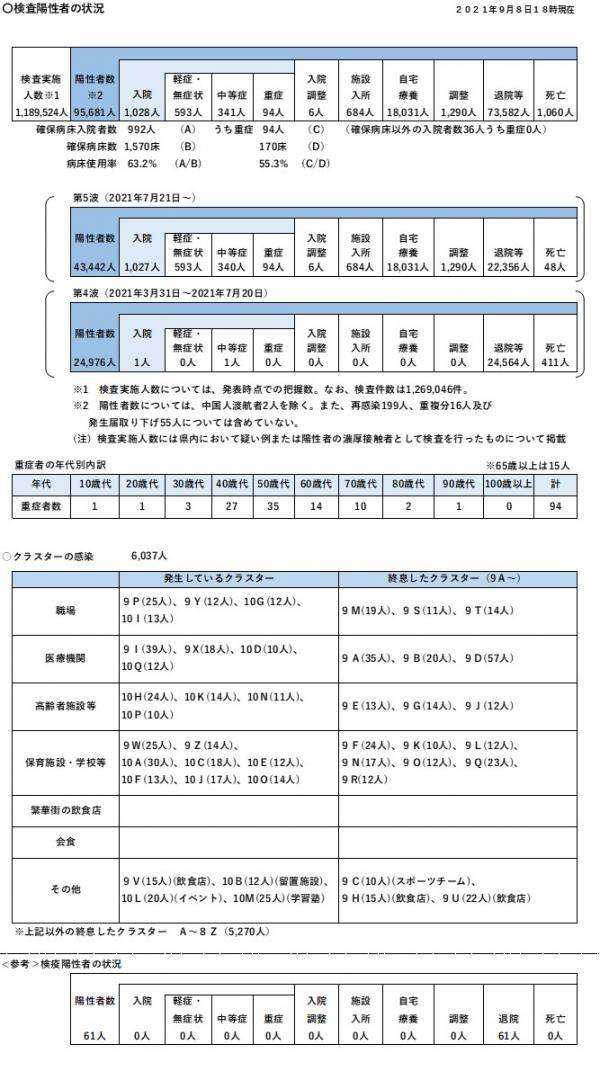 〇検査陽性者の状況 ２０２１年９月８日１８時現在
検査実施 陽性者数 軽症・ 入院 施設 自宅
人数※1 ※2 入院 無症状 中等症 重症 調整 入所 療養 調整 退院等 死亡
1,189,524人 95,681人 1,028人 593人 341人 94人 6人 684人 18,031人 1,290人 73,582人 1,060人
確保病床入院者数 992人 （A） うち重症 94人 （C） （確保病床以外の入院者数36人うち重症0人）
確保病床数 1,570床 （B） 170床 （D）
病床使用率 63.2% （A/B） 55.3% （C/D）
第5波（2021年7月21日～）
陽性者数 入院 軽症・ 中等症 重症 入院 施設 自宅 調整 退院等 死亡
無症状 調整 入所 療養
43,442人 1,027人 593人 340人 94人 6人 684人 18,031人 1,290人 22,356人 48人
第4波（2021年3月31日～2021年7月20日）
陽性者数 入院 軽症・ 中等症 重症 入院 施設 自宅 調整 退院等 死亡
無症状 調整 入所 療養
24,976人 1人 0人 1人 0人 0人 0人 0人 0人 24,564人 411人
※1 検査実施人数については、発表時点での把握数。なお、検査件数は1,269,046件。
※2 陽性者数については、中国人渡航者2人を除く。また、再感染199人、重複分16人及び
発生届取り下げ55人については含めていない。
（注）検査実施人数には県内において疑い例または陽性者の濃厚接触者として検査を行ったものについて掲載
重症者の年代別内訳 ※65歳以上は15人
年代 10歳代 20歳代 30歳代 40歳代 50歳代 60歳代 70歳代 80歳代 90歳代 100歳以上 計
重症者数 1 1 3 27 35 14 10 2 1 0 94
〇クラスターの感染 6,037人
発生しているクラスター 終息したクラスター（９A～）
職場 ９P(25人)、９Y(12人)、10G(12人)、 ９M(19人)、９S(11人)、９T(14人)
10I(13人)
医療機関 ９I(39人)、９X(18人)、10D(10人)、 ９A(35人)、９B(20人)、９D(57人)
10Q(12人)
高齢者施設等 10H(24人)、10K(14人)、10N(11人)、 ９E(13人)、９G(14人)、９J(12人)
10P(10人)
保育施設・学校等 ９W(25人)、９Z(14人)、 ９F(24人)、９K(10人)、９L(12人)、
10A(30人)、10C(18人)、10E(12人)、 ９N(17人)、９O(12人)、９Q(23人)、
10F(13人)、10J(17人)、10O(14人) ９R(12人)
繁華街の飲食店
会食
その他 ９V(15人)(飲食店)、10B(12人)(留置施設)、 ９C(10人)(スポーツチーム)、
10L(20人)(イベント)、10M(25人)(学習塾) ９H(15人)(飲食店)、９U(22人)(飲食店)
※上記以外の終息したクラスター A～８Z（5,270人）
＜参考＞検疫陽性者の状況
陽性者数 入院 軽症・ 中等症 重症 入院 施設 自宅 調整 退院 死亡
無症状 調整 入所 療養
61人 0人 0人 0人 0人 0人 0人 0人 0人 61人 0人